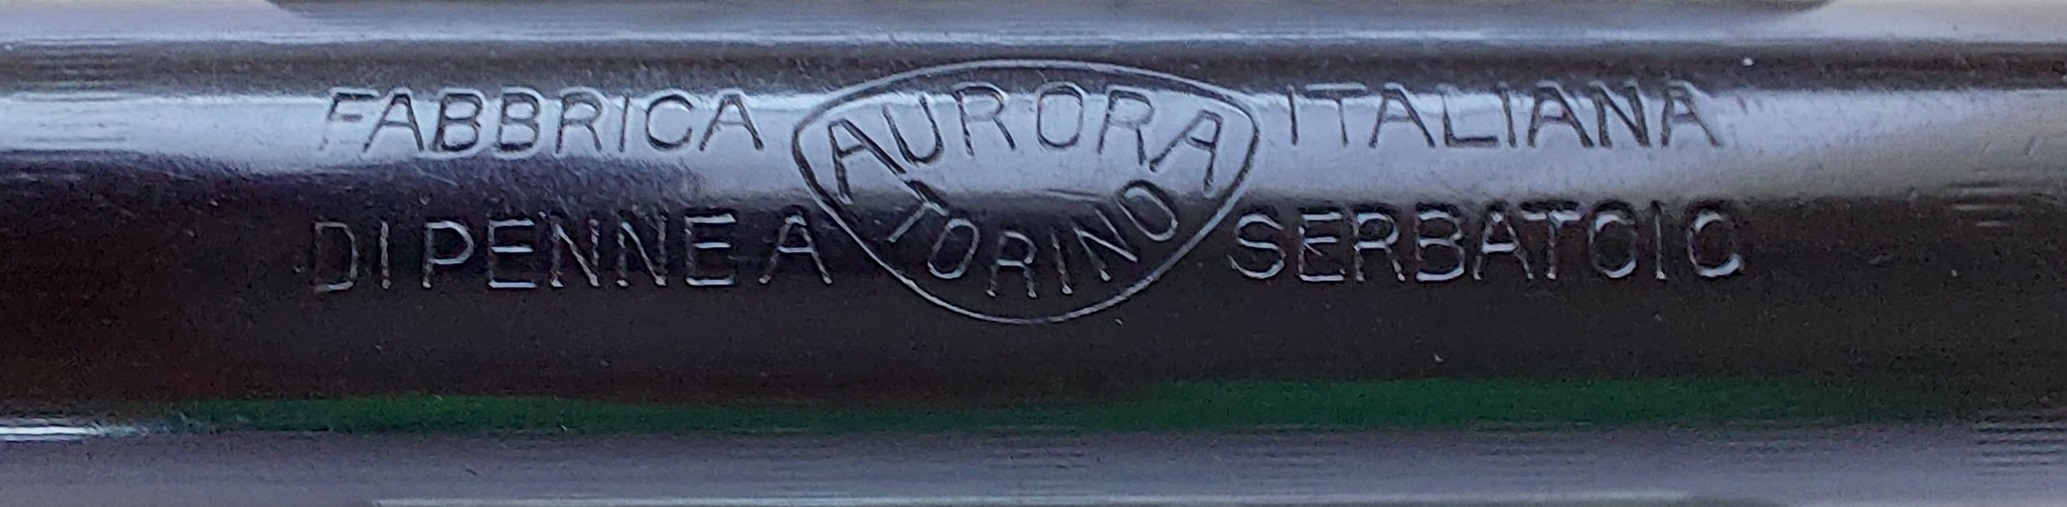 FABBRICA AURORA ITALIANA
TORINO
DI PENNE A SERBATOIO